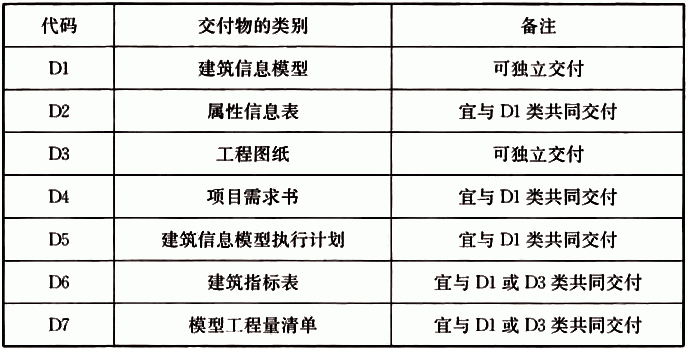 代码 交付物的类别 备注
D1 建筑信息模型 可独立交付
D2 属性信息表 宜与 D1 类共同交付
D3 工程图纸 可独立交付
D4 项目需求书 宜与 D1 类共同交付
D5 建筑信息模型执行计划 宜与 D1 类共同交付
D6 建筑指标表 宜与 D1 或 D3 类共同交付
D7 模型工程量清单 宜与 D1 或 D3 类共同交付